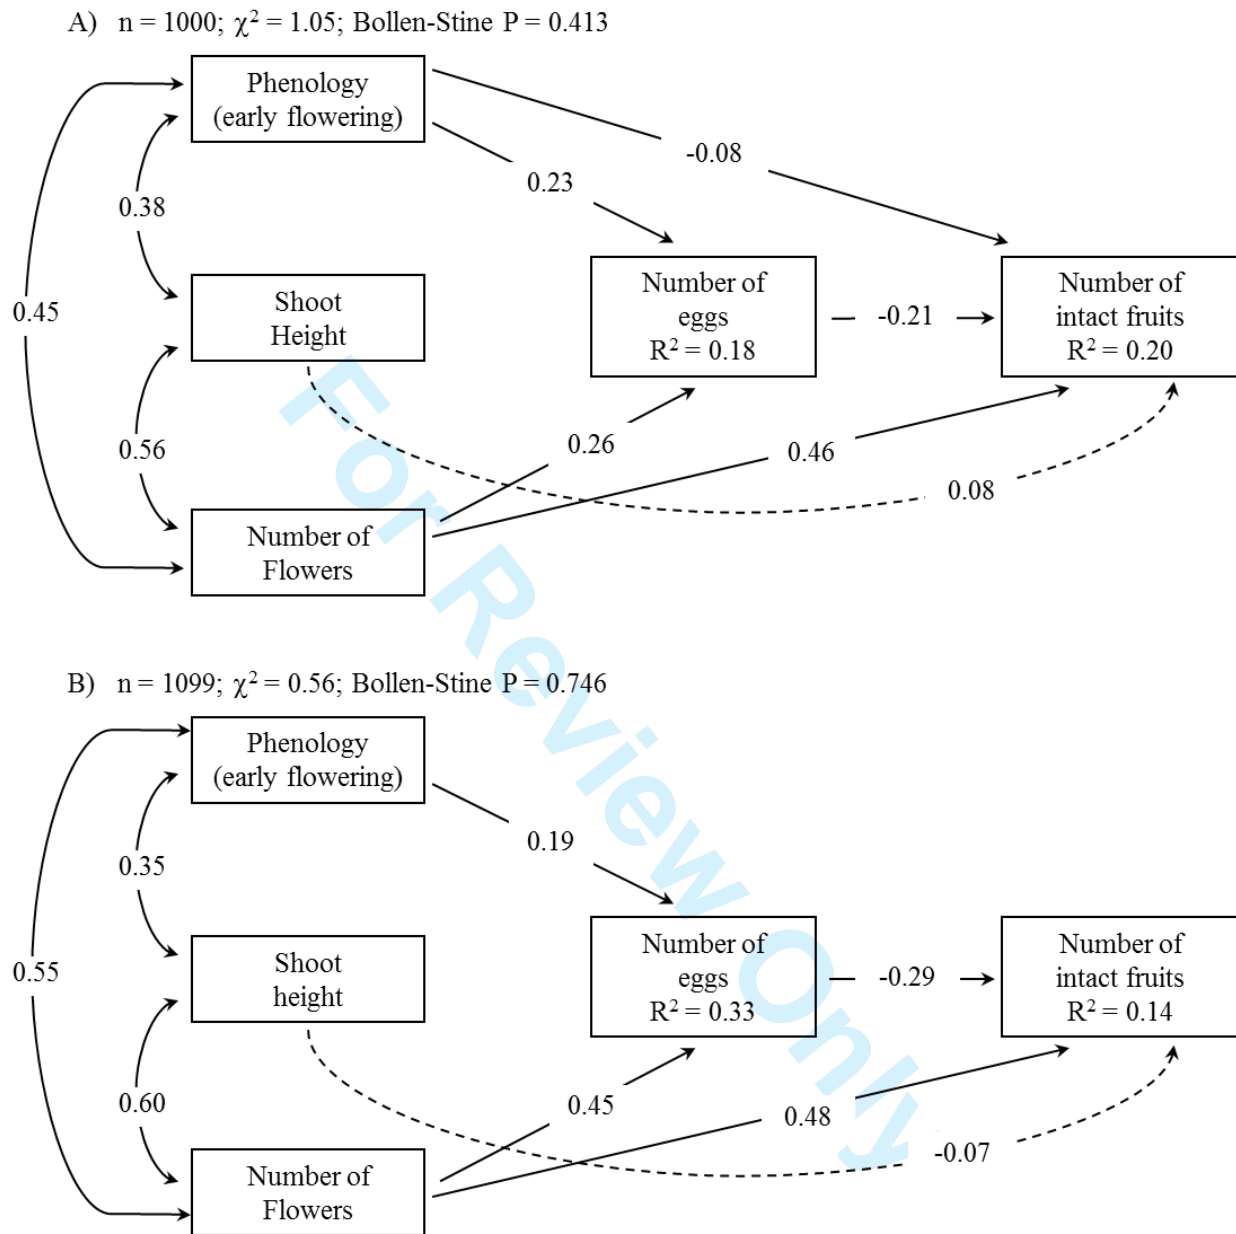 A) n = 1000; χ² = 1.05; Bollen-Stine P = 0.413
Phenology
(early flowering)
-0.08
0.23
0.38
Number of
eggs
R² = 0.18
-0.21
Number of
intact fruits
R² = 0.20
0.45
Shoot
Height
0.56
0.26
0.46
0.08
Number of
Flowers
B) n = 1099; χ² = 0.56; Bollen-Stine P = 0.746
Phenology
(early flowering)
0.19
0.35
Number of
eggs
R² = 0.33
-0.29
Number of
intact fruits
R² = 0.14
0.55
Shoot
height
0.60
0.45
0.48
-0.07
Number of
Flowers
For Review Only